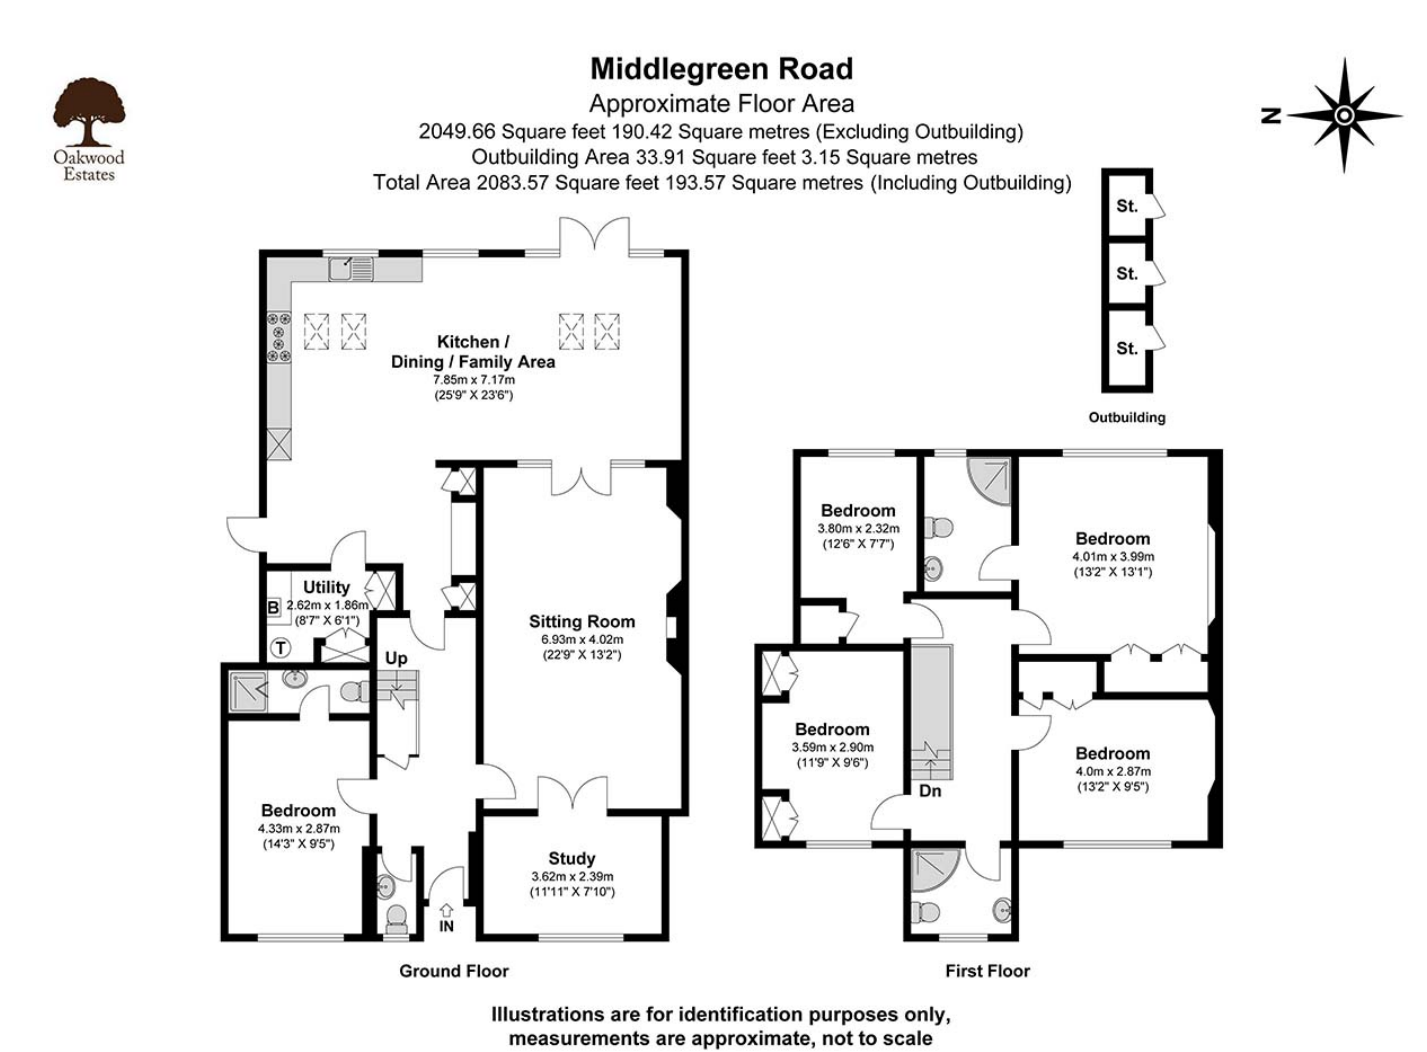 Middlegreen Road
Approximate Floor Area
2049.66 Square feet 190.42 Square metres (Excluding Outbuilding)
Outbuilding Area 33.91 Square feet 3.15 Square metres
Total Area 2083.57 Square feet 193.57 Square metres (Including Outbuilding)
Oakwood
Estates
N
St.
St.
St.
Outbuilding
Kitchen /
Dining / Family Area
7.85m x 7.17m
(25'9" X 23'6")
Utility
2.62m x 1.86m
(8'7" X 6'1")
B
T
Up
Sitting Room
6.93m x 4.02m
(22'9" X 13'2")
Bedroom
4.33m x 2.87m
(14'3" X 9'5")
Study
3.62m x 2.39m
(11'11" X 7'10")
IN
Ground Floor
Bedroom
3.80m x 2.32m
(12'6" X 7'7")
Bedroom
4.01m x 3.99m
(13'2" X 13'1")
Bedroom
3.59m x 2.90m
(11'9" X 9'6")
Dn
Bedroom
4.0m x 2.87m
(13'2" X 9'5")
First Floor
Illustrations are for identification purposes only,
measurements are approximate, not to scale